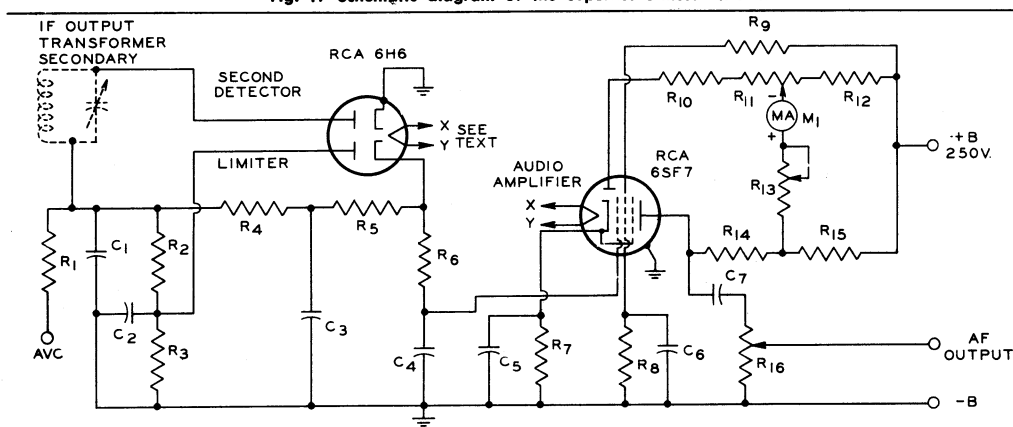 IF OUTPUT
TRANSFORMER
SECONDARY
RCA 6H6
SECOND
DETECTOR
LIMITER
X
Y
SEE
TEXT
AUDIO
AMPLIFIER
X
Y
RCA
6SF7
R9
R10
R11
R12
-
MA
M1
+
R13
R14
R15
-+B
250V.
R1
C1
R2
C2
R3
R4
R5
R6
C3
C4
C5
R7
R8
C6
C7
R16
AVC
AF
OUTPUT
-B